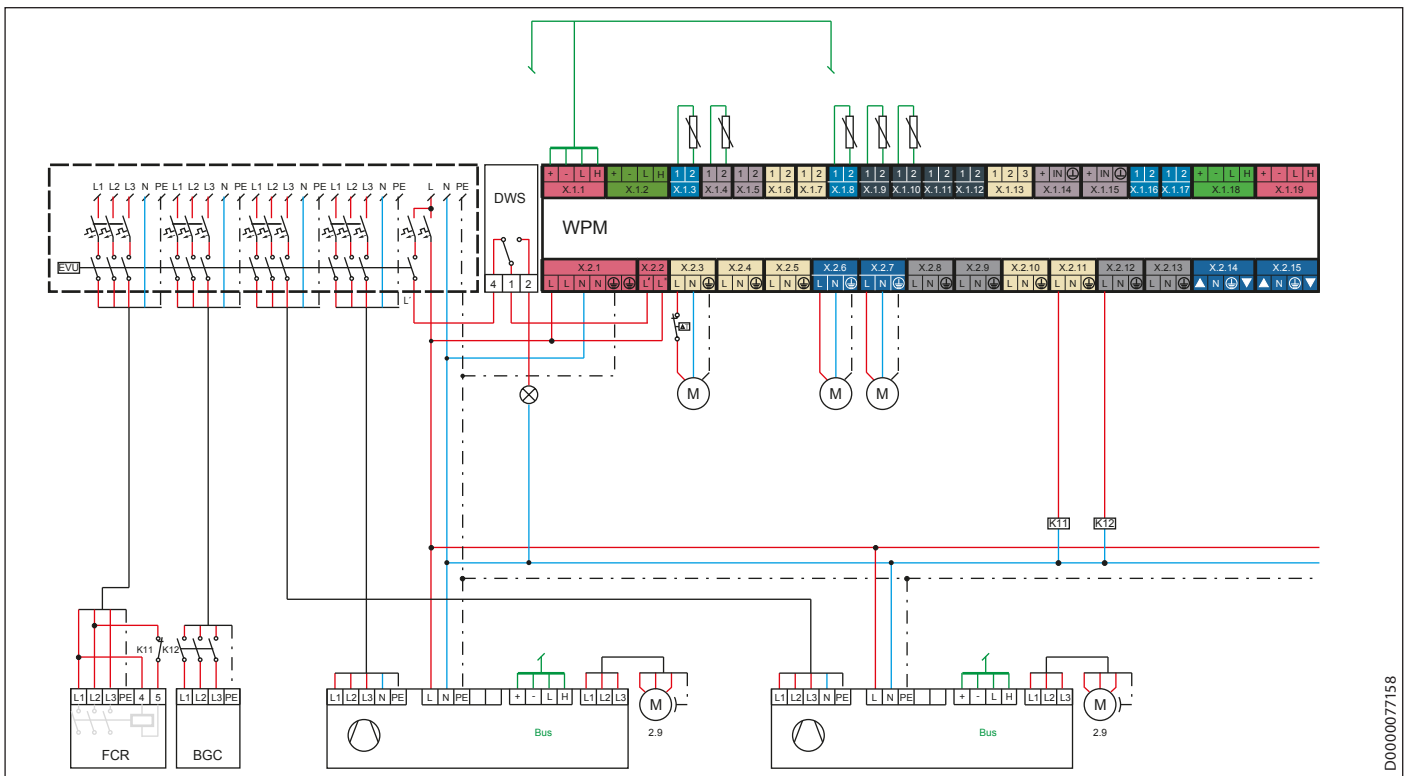 L1 L2 L3 N PE L1 L2 L3 N PE L1 L2 L3 N PE L1 L2 L3 N PE L N PE
EVU
L*
DWS
4 1 2
+ - L H + - L H 1 2 1 2 1 2 1 2 1 2 1 2 1 2 1 2 1 2 1 2 1 2 3 + IN + IN 1 2 1 2 + - L H + - L H
X.1.1 X.1.2 X.1.3 X.1.4 X.1.5 X.1.6 X.1.7 X.1.8 X.1.9 X.1.10 X.1.11 X.1.12 X.1.13 X.1.14 X.1.15 X.1.16 X.1.17 X.1.18 X.1.19
WPM
X.2.1 X.2.2 X.2.3 X.2.4 X.2.5 X.2.6 X.2.7 X.2.8 X.2.9 X.2.10 X.2.11 X.2.12 X.2.13 X.2.14 X.2.15
L L N N L* L* L N L N L N L N L N L N L N L N L N L N L N ▲ N ▼ ▲ N ▼
M M M
K11 K12
K11 K12
L1 L2 L3 PE 4 5
FCR
L1 L2 L3 PE
BGC
L1 L2 L3 N PE L N PE + - L H L1 L2 L3
Bus
M
2.9
L1 L2 L3 N PE L N PE + - L H L1 L2 L3
Bus
M
2.9
D0000077158